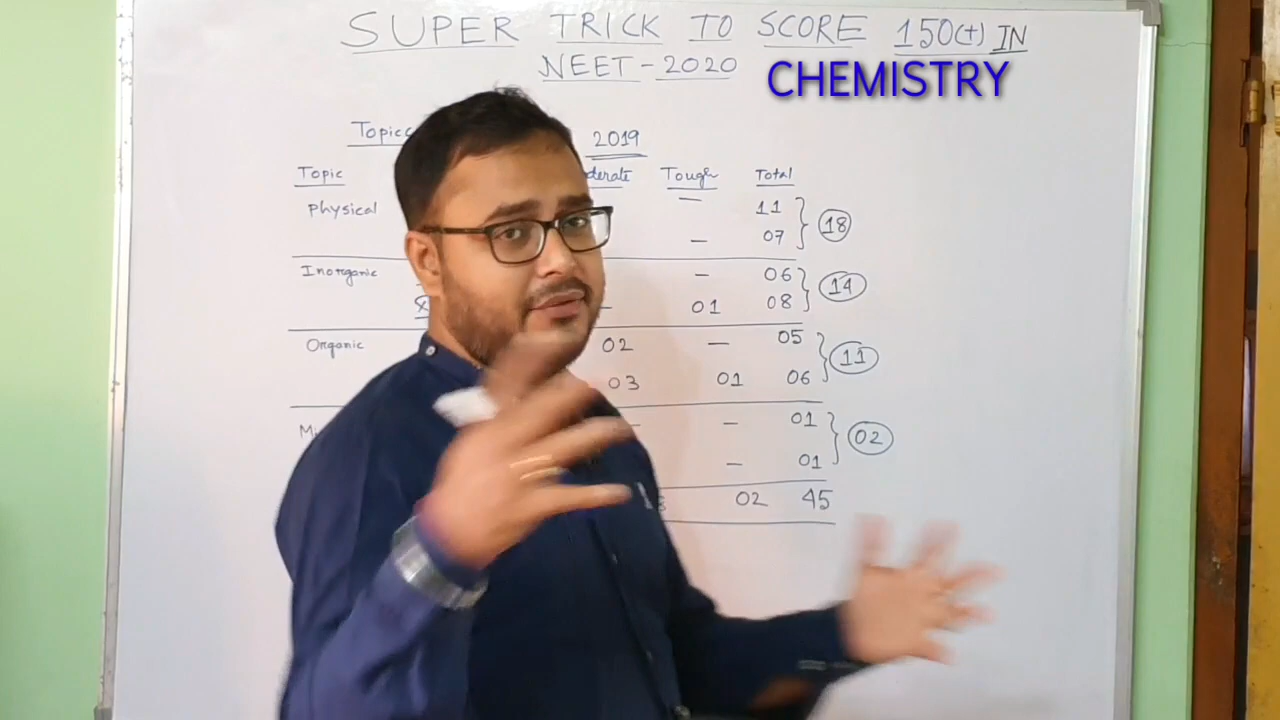 SUPER TRICK TO SCORE 150(+) IN
NEET-2020 CHEMISTRY
Topic 2019
Topic Tough Total
Physical — 11 18
— 07
Inorganic — 06 14
— 01 08
Organic 02 — 05 11
03 01 06
— — 01 02
— 01
02 45